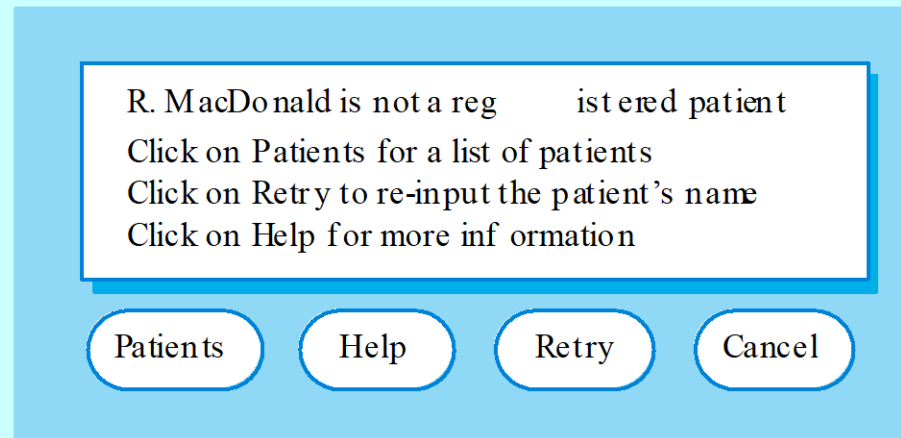 R. MacDonald is not a registered patient
Click on Patients for a list of patients
Click on Retry to re-input the patient’s name
Click on Help for more information
Patients Help Retry Cancel